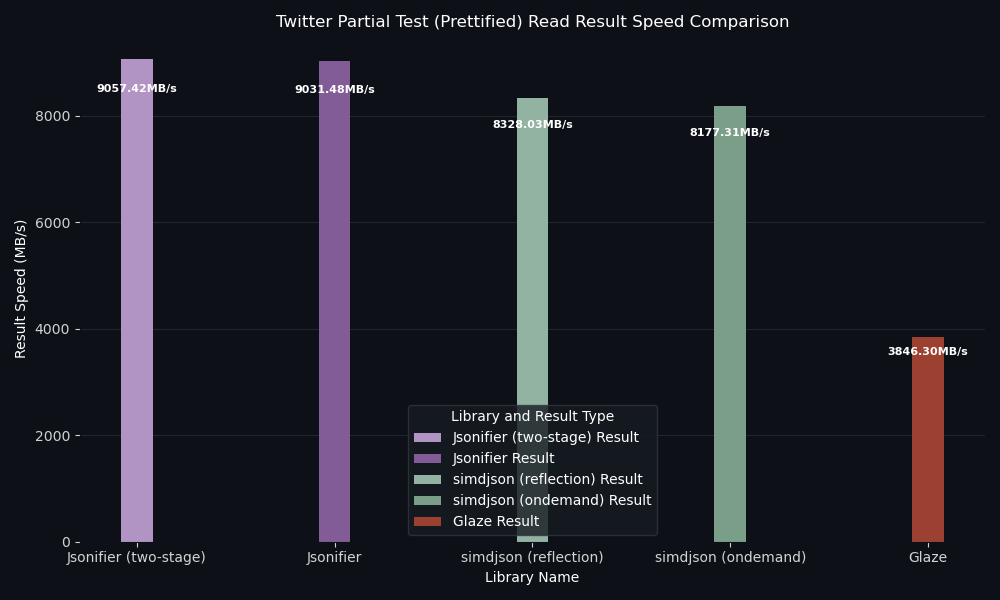 Twitter Partial Test (Prettified) Read Result Speed Comparison
9057.42MB/s
9031.48MB/s
8328.03MB/s
8177.31MB/s
3846.30MB/s
Result Speed (MB/s)
8000
6000
4000
2000
0
Library and Result Type
Jsonifier (two-stage) Result
Jsonifier Result
simdjson (reflection) Result
simdjson (ondemand) Result
Glaze Result
Jsonifier (two-stage)
Jsonifier
simdjson (reflection)
simdjson (ondemand)
Glaze
Library Name